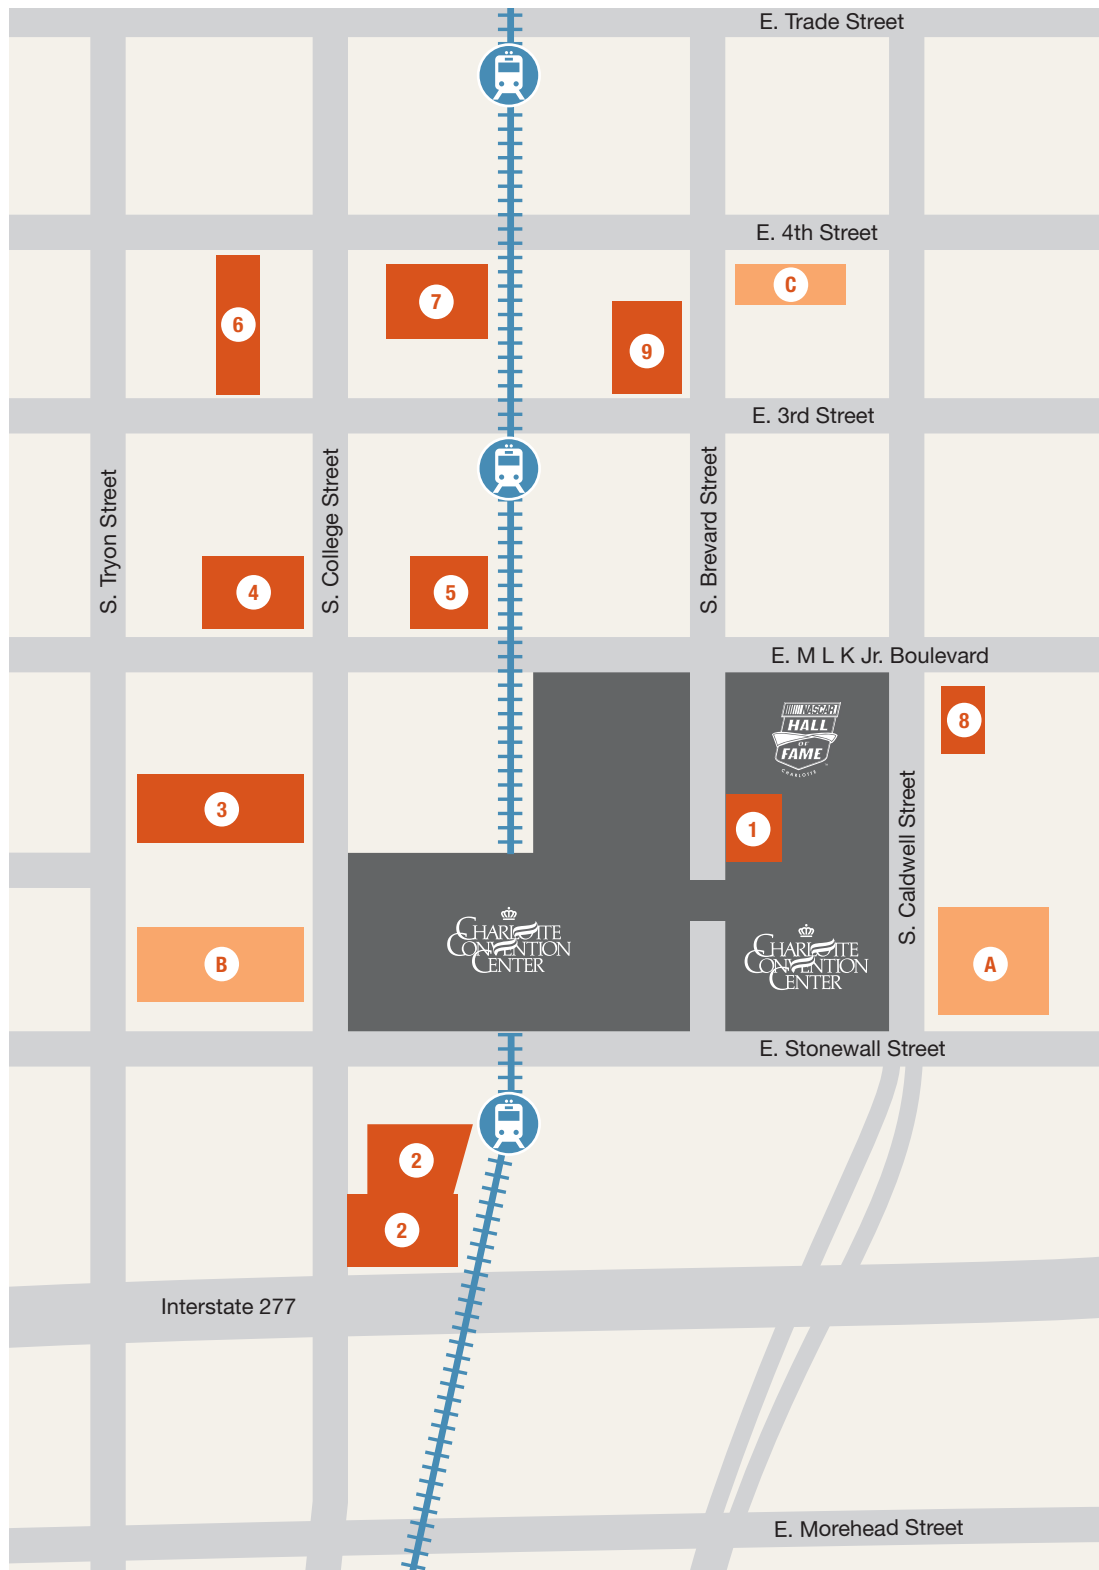 E. Trade Street
E. 4th Street
C
6
7
9
E. 3rd Street
S. Tryon Street
S. College Street
S. Brevard Street
4
5
E. M L K Jr. Boulevard
NASCAR
HALL
OF
FAME
CHARLOTTE
8
3
1
S. Caldwell Street
CHARLOTTE
CONVENTION
CENTER
CHARLOTTE
CONVENTION
CENTER
B
A
E. Stonewall Street
2
2
Interstate 277
E. Morehead Street